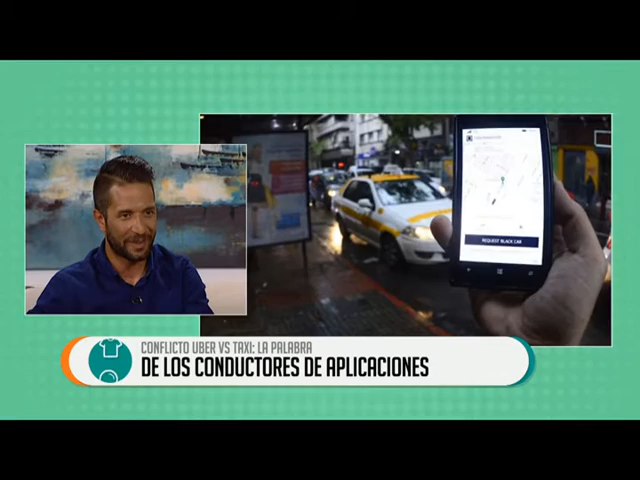 REQUEST BLACK CAR
CONFLICTO UBER VS TAXI: LA PALABRA
DE LOS CONDUCTORES DE APLICACIONES